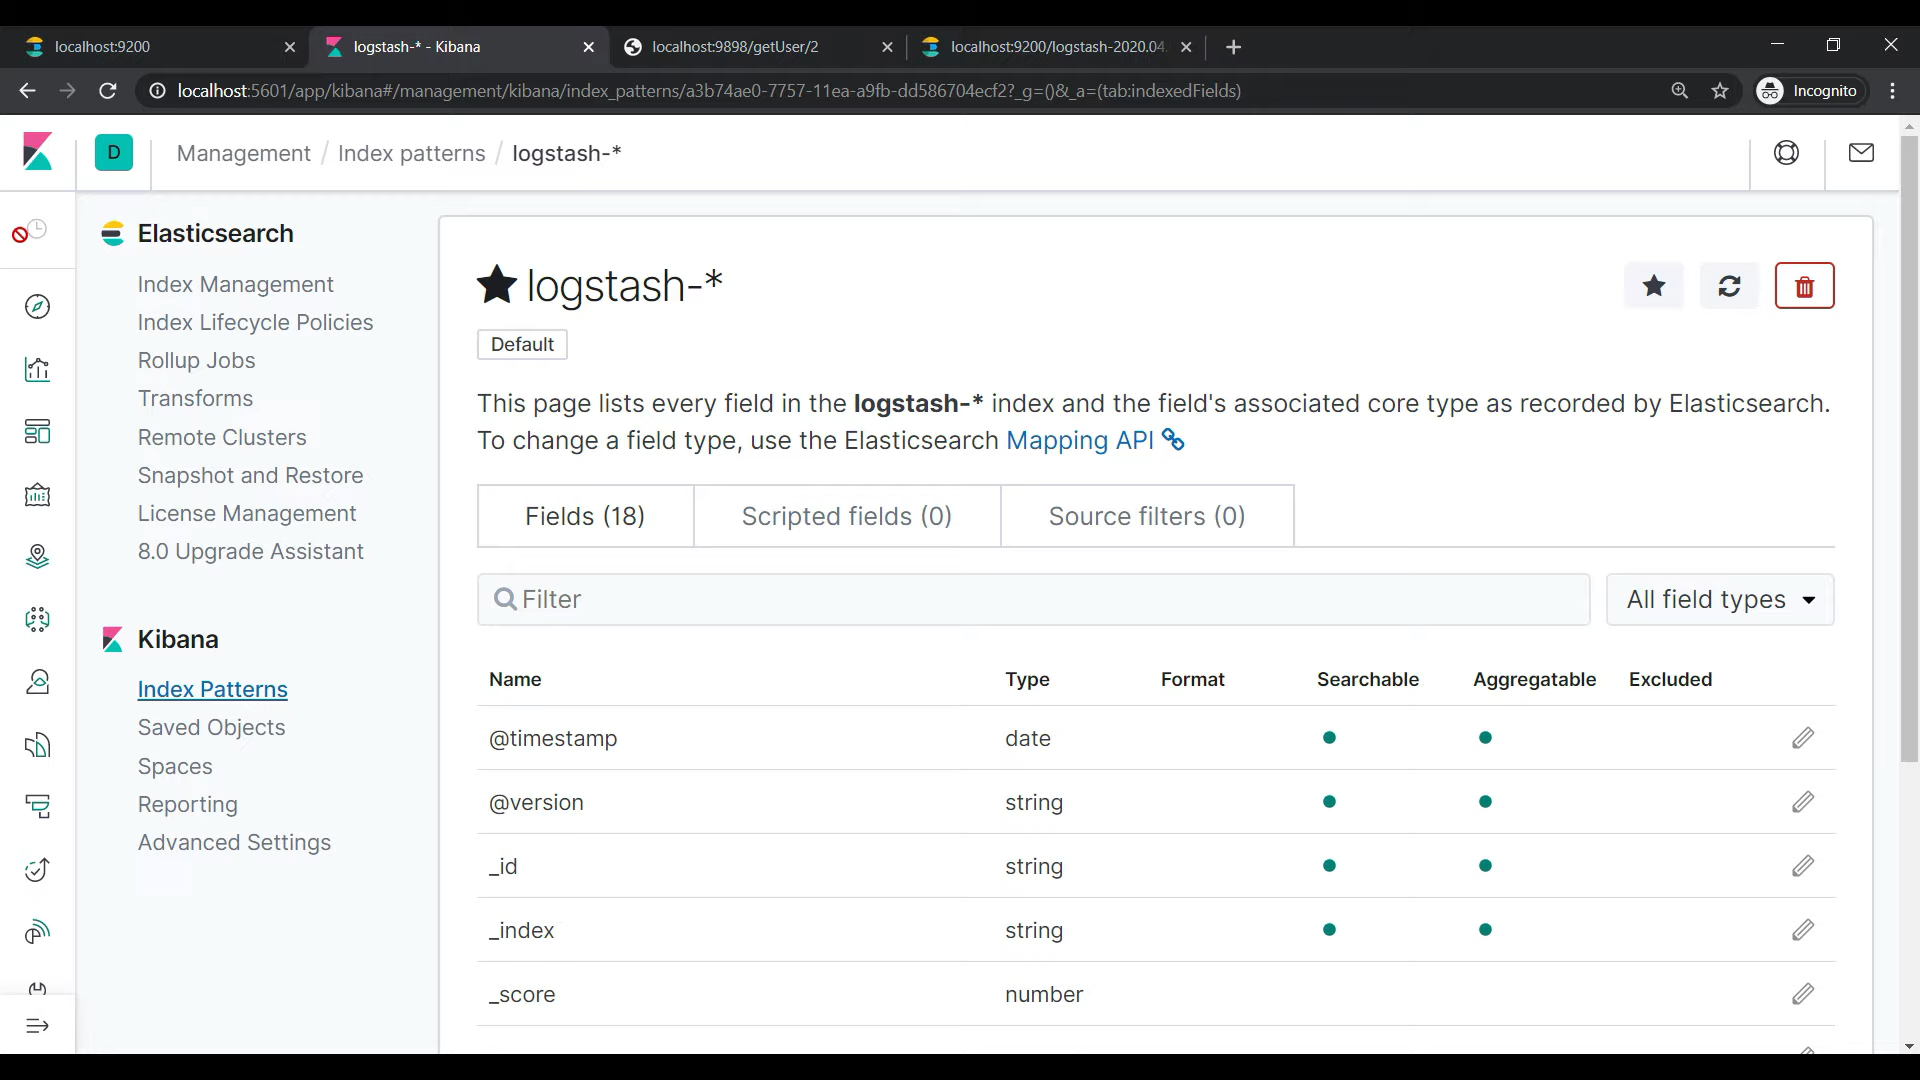 localhost:9200
logstash-* - Kibana
localhost:9898/getUser/2
localhost:9200/logstash-2020.04.
localhost:5601/app/kibana#/management/kibana/index_patterns/a3b74ae0-7757-11ea-a9fb-dd586704ecf2?_g=()&_a=(tab:indexedFields)
Incognito
D
Management / Index patterns / logstash-*
Elasticsearch
Index Management
Index Lifecycle Policies
Rollup Jobs
Transforms
Remote Clusters
Snapshot and Restore
License Management
8.0 Upgrade Assistant
Kibana
Index Patterns
Saved Objects
Spaces
Reporting
Advanced Settings
logstash-*
Default
This page lists every field in the logstash-* index and the field's associated core type as recorded by Elasticsearch.
To change a field type, use the Elasticsearch Mapping API
Fields (18)
Scripted fields (0)
Source filters (0)
Filter
All field types
Name Type Format Searchable Aggregatable Excluded
@timestamp date
@version string
_id string
_index string
_score number